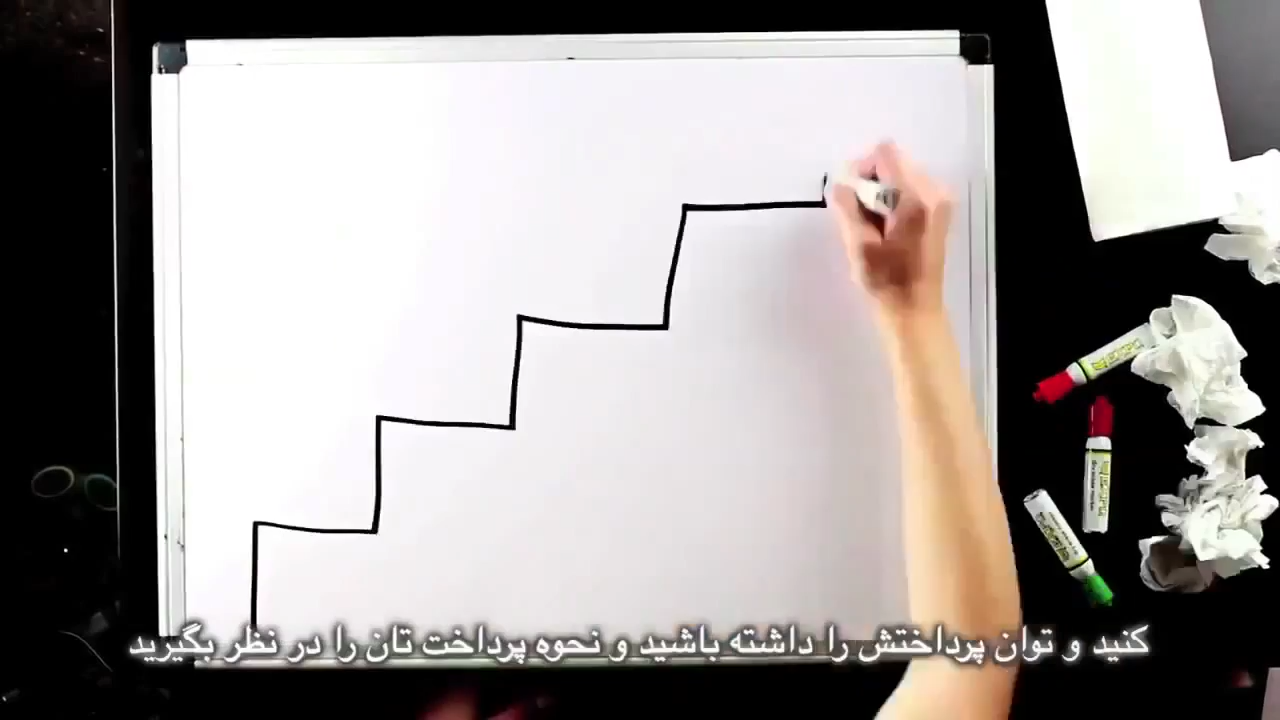 کنید و توان پرداختش را داشته باشید و نحوه پرداخت تان را در نظر بگیرید